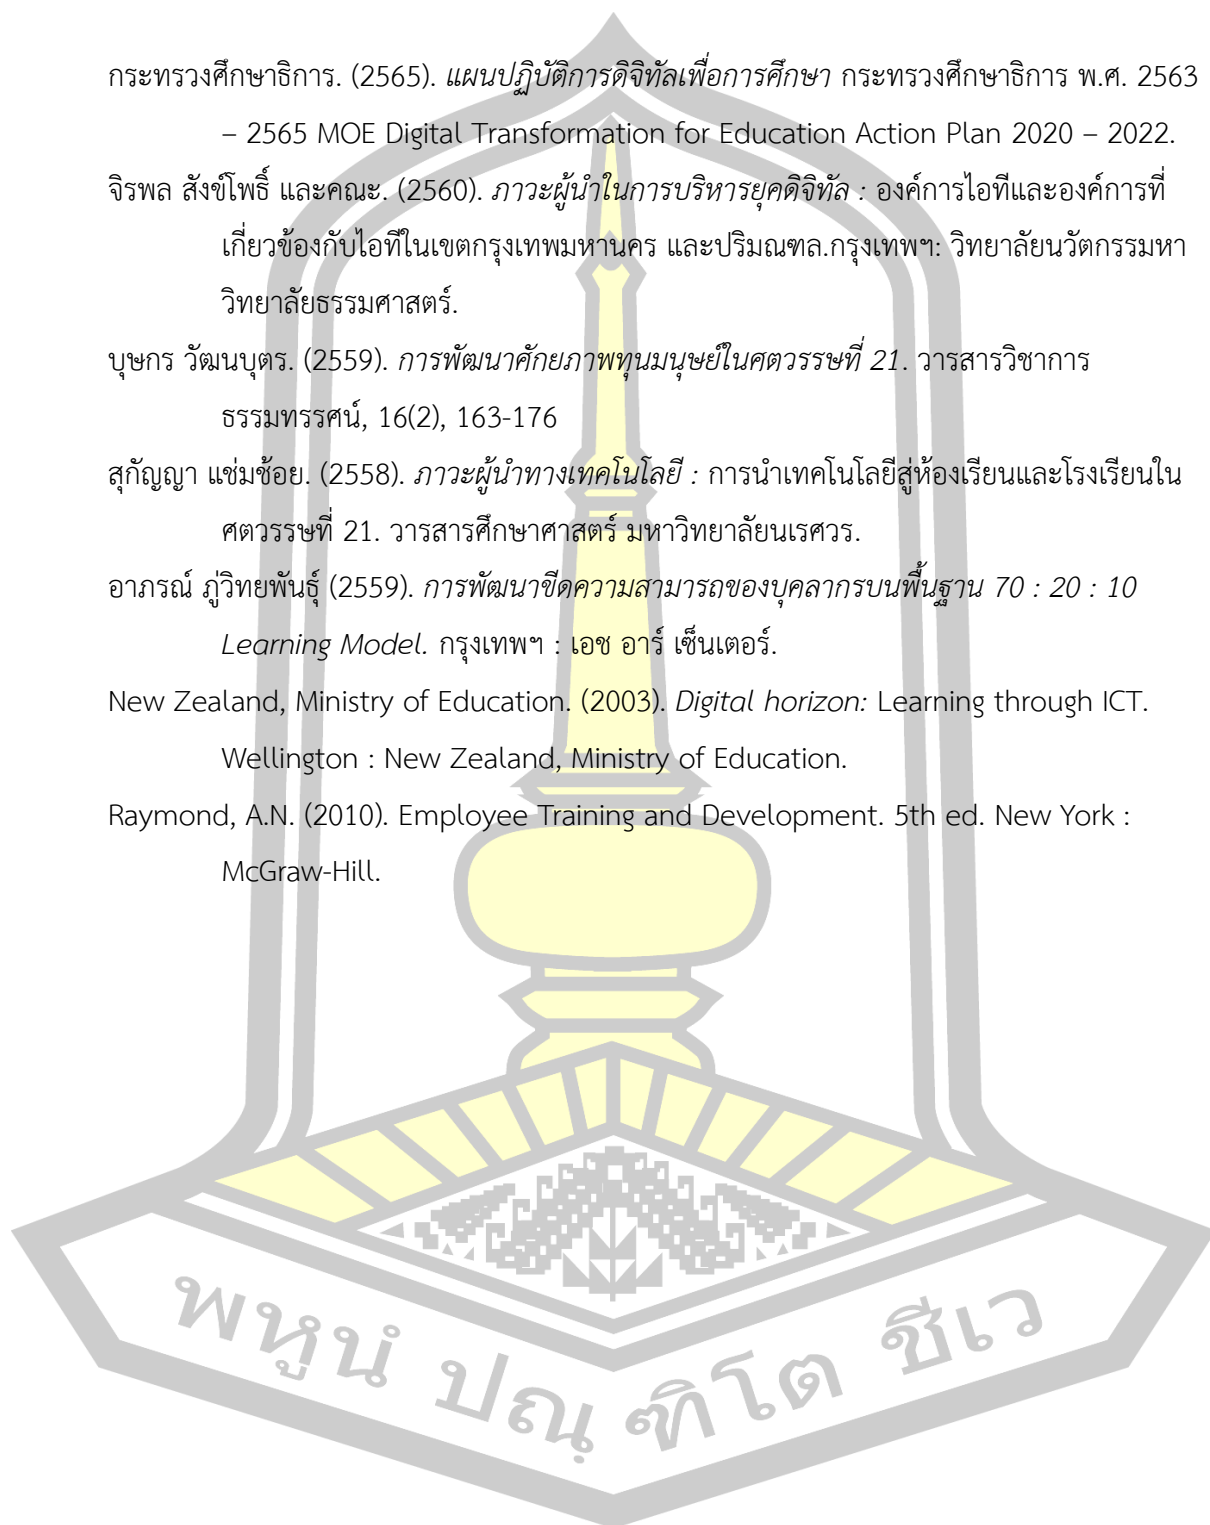 กระทรวงศึกษาธิการ. (2565). แผนปฏิบัติการดิจิทัลเพื่อการศึกษา กระทรวงศึกษาธิการ พ.ศ. 2563
– 2565 MOE Digital Transformation for Education Action Plan 2020 – 2022.
จิรพล สังข์โพธิ์ และคณะ. (2560). ภาวะผู้นำในการบริหารยุคดิจิทัล : องค์การไอทีและองค์การที่
เกี่ยวข้องกับไอทีในเขตกรุงเทพมหานคร และปริมณฑล.กรุงเทพฯ: วิทยาลัยนวัตกรรมมหา
วิทยาลัยธรรมศาสตร์.
บุษกร วัฒนบุตร. (2559). การพัฒนาศักยภาพทุนมนุษย์ในศตวรรษที่ 21. วารสารวิชาการ
ธรรมทรรศน์, 16(2), 163-176
สุกัญญา แช่มช้อย. (2558). ภาวะผู้นำทางเทคโนโลยี : การนำเทคโนโลยีสู่ห้องเรียนและโรงเรียนใน
ศตวรรษที่ 21. วารสารศึกษาศาสตร์ มหาวิทยาลัยนเรศวร.
อาภรณ์ ภู่วิทยพันธุ์ (2559). การพัฒนาขีดความสามารถของบุคลากรบนพื้นฐาน 70 : 20 : 10
Learning Model. กรุงเทพฯ : เอช อาร์ เซ็นเตอร์.
New Zealand, Ministry of Education. (2003). Digital horizon: Learning through ICT.
Wellington : New Zealand, Ministry of Education.
Raymond, A.N. (2010). Employee Training and Development. 5th ed. New York :
McGraw-Hill.
พหูนํ ปณฺฑิโต ชีเว